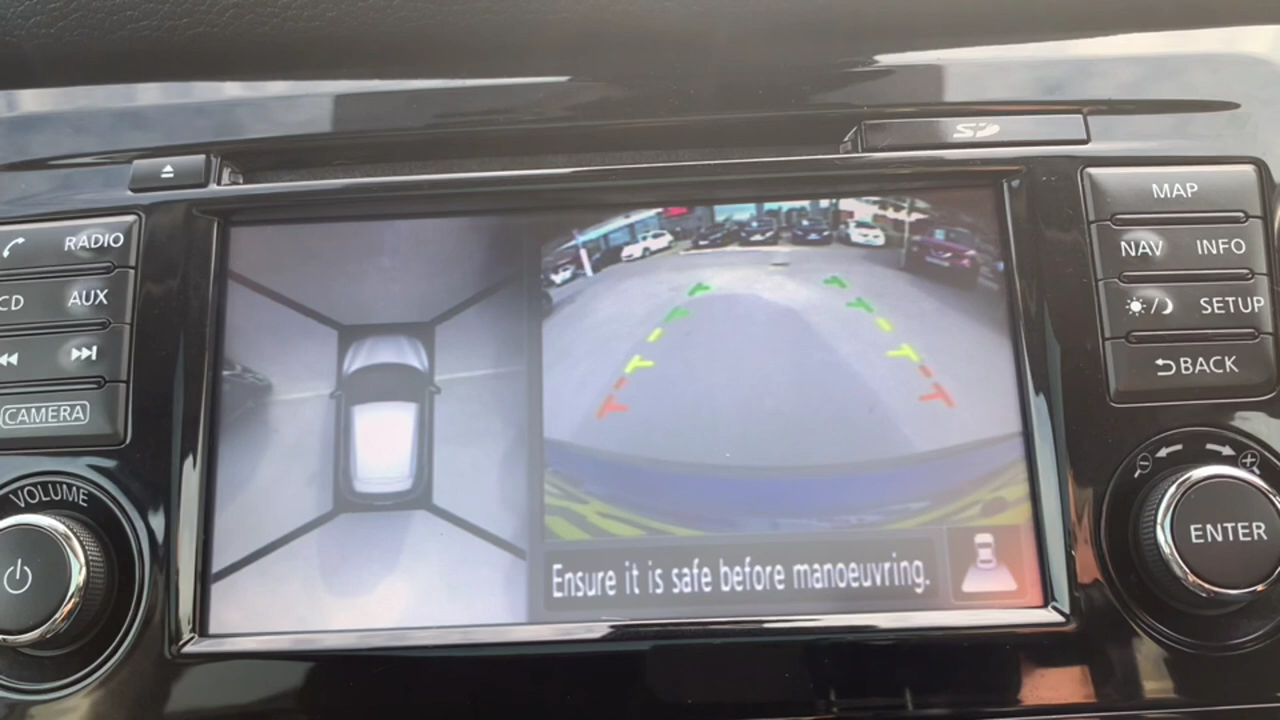 SD
MAP
RADIO
NAV INFO
CD AUX
SETUP
BACK
CAMERA
VOLUME
ENTER
Ensure it is safe before manoeuvring.